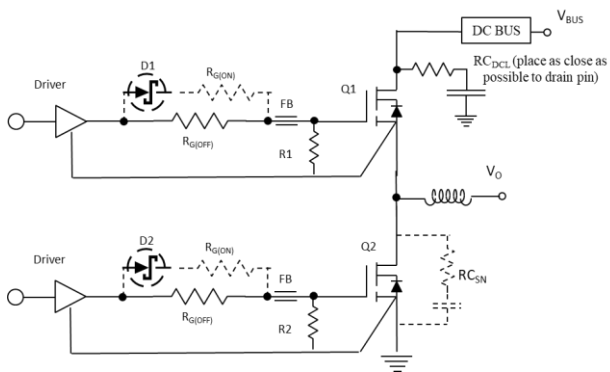 V_BUS
DC BUS
RC_DCL (place as close as
possible to drain pin)
D1
R_G(ON)
Driver
Q1
FB
R_G(OFF)
R1
V_O
D2
R_G(ON)
Driver
Q2
FB
RC_SN
R_G(OFF)
R2